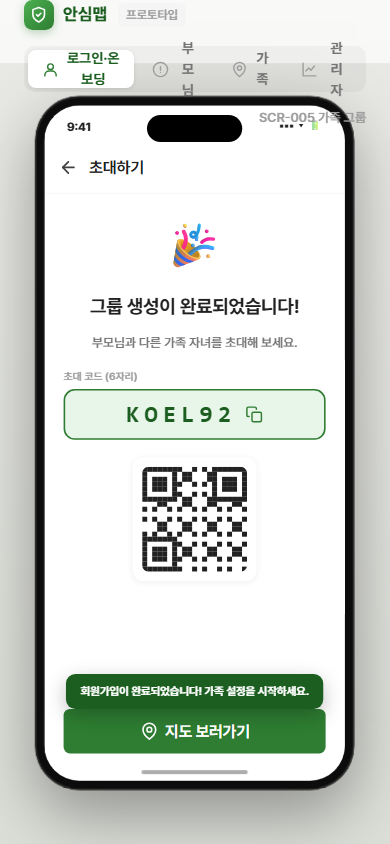 안심맵 프로토타입
로그인·온보딩
부모님
가족
관리자
SCR-005 가족 그룹
9:41
초대하기
그룹 생성이 완료되었습니다!
부모님과 다른 가족 자녀를 초대해 보세요.
초대 코드 (6자리)
KOEL92
회원가입이 완료되었습니다! 가족 설정을 시작하세요.
지도 보러가기